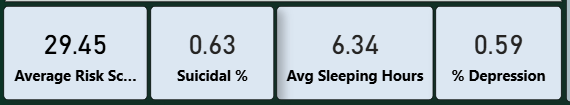 29.45
Average Risk Sc...
0.63
Suicidal %
6.34
Avg Sleeping Hours
0.59
% Depression